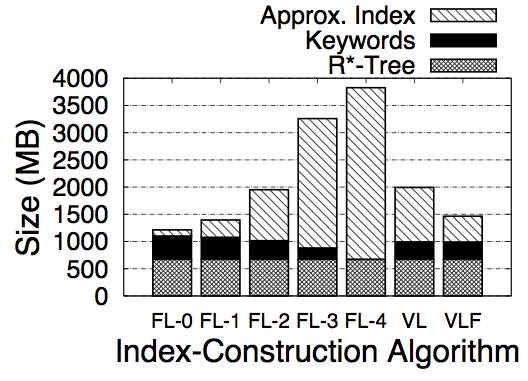 Approx. Index
Keywords
R*-Tree
4000
3500
3000
2500
2000
1500
1000
500
0
Size (MB)
FL-0 FL-1 FL-2 FL-3 FL-4 VL VLF
Index-Construction Algorithm